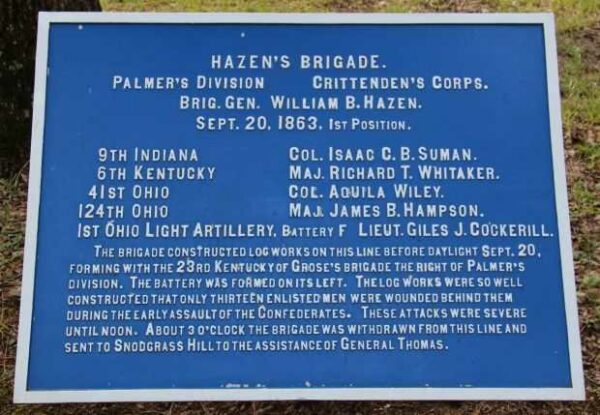 HAZEN'S BRIGADE.
PALMER'S DIVISION CRITTENDEN'S CORPS.
BRIG. GEN. WILLIAM B. HAZEN.
SEPT. 20, 1863. 1ST POSITION.
9TH INDIANA COL. ISAAC C. B. SUMAN.
6TH KENTUCKY MAJ. RICHARD T. WHITAKER.
41ST OHIO COL. AQUILA WILEY.
124TH OHIO MAJ. JAMES B. HAMPSON.
1ST OHIO LIGHT ARTILLERY, BATTERY F LIEUT. GILES J. COCKERILL.
THE BRIGADE CONSTRUCTED LOG WORKS ON THIS LINE BEFORE DAYLIGHT SEPT. 20,
FORMING WITH THE 23RD KENTUCKY OF GROSE'S BRIGADE THE RIGHT OF PALMER'S
DIVISION. THE BATTERY WAS FORMED ON ITS LEFT. THE LOG WORKS WERE SO WELL
CONSTRUCTED THAT ONLY THIRTEEN ENLISTED MEN WERE WOUNDED BEHIND THEM
DURING THE EARLY ASSAULT OF THE CONFEDERATES. THESE ATTACKS WERE SEVERE
UNTIL NOON. ABOUT 3 O'CLOCK THE BRIGADE WAS WITHDRAWN FROM THIS LINE AND
SENT TO SNODGRASS HILL TO THE ASSISTANCE OF GENERAL THOMAS.